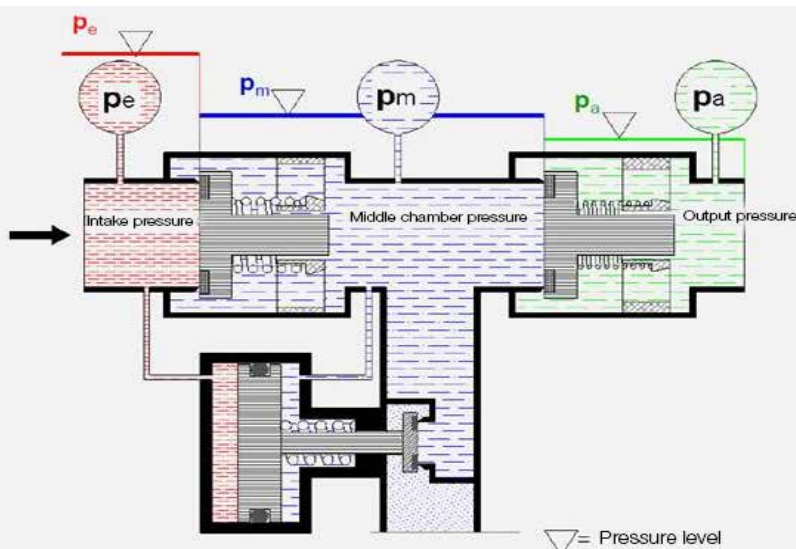 pe
pm
pa
pe
pm
pa
Intake pressure
Middle chamber pressure
Output pressure
= Pressure level